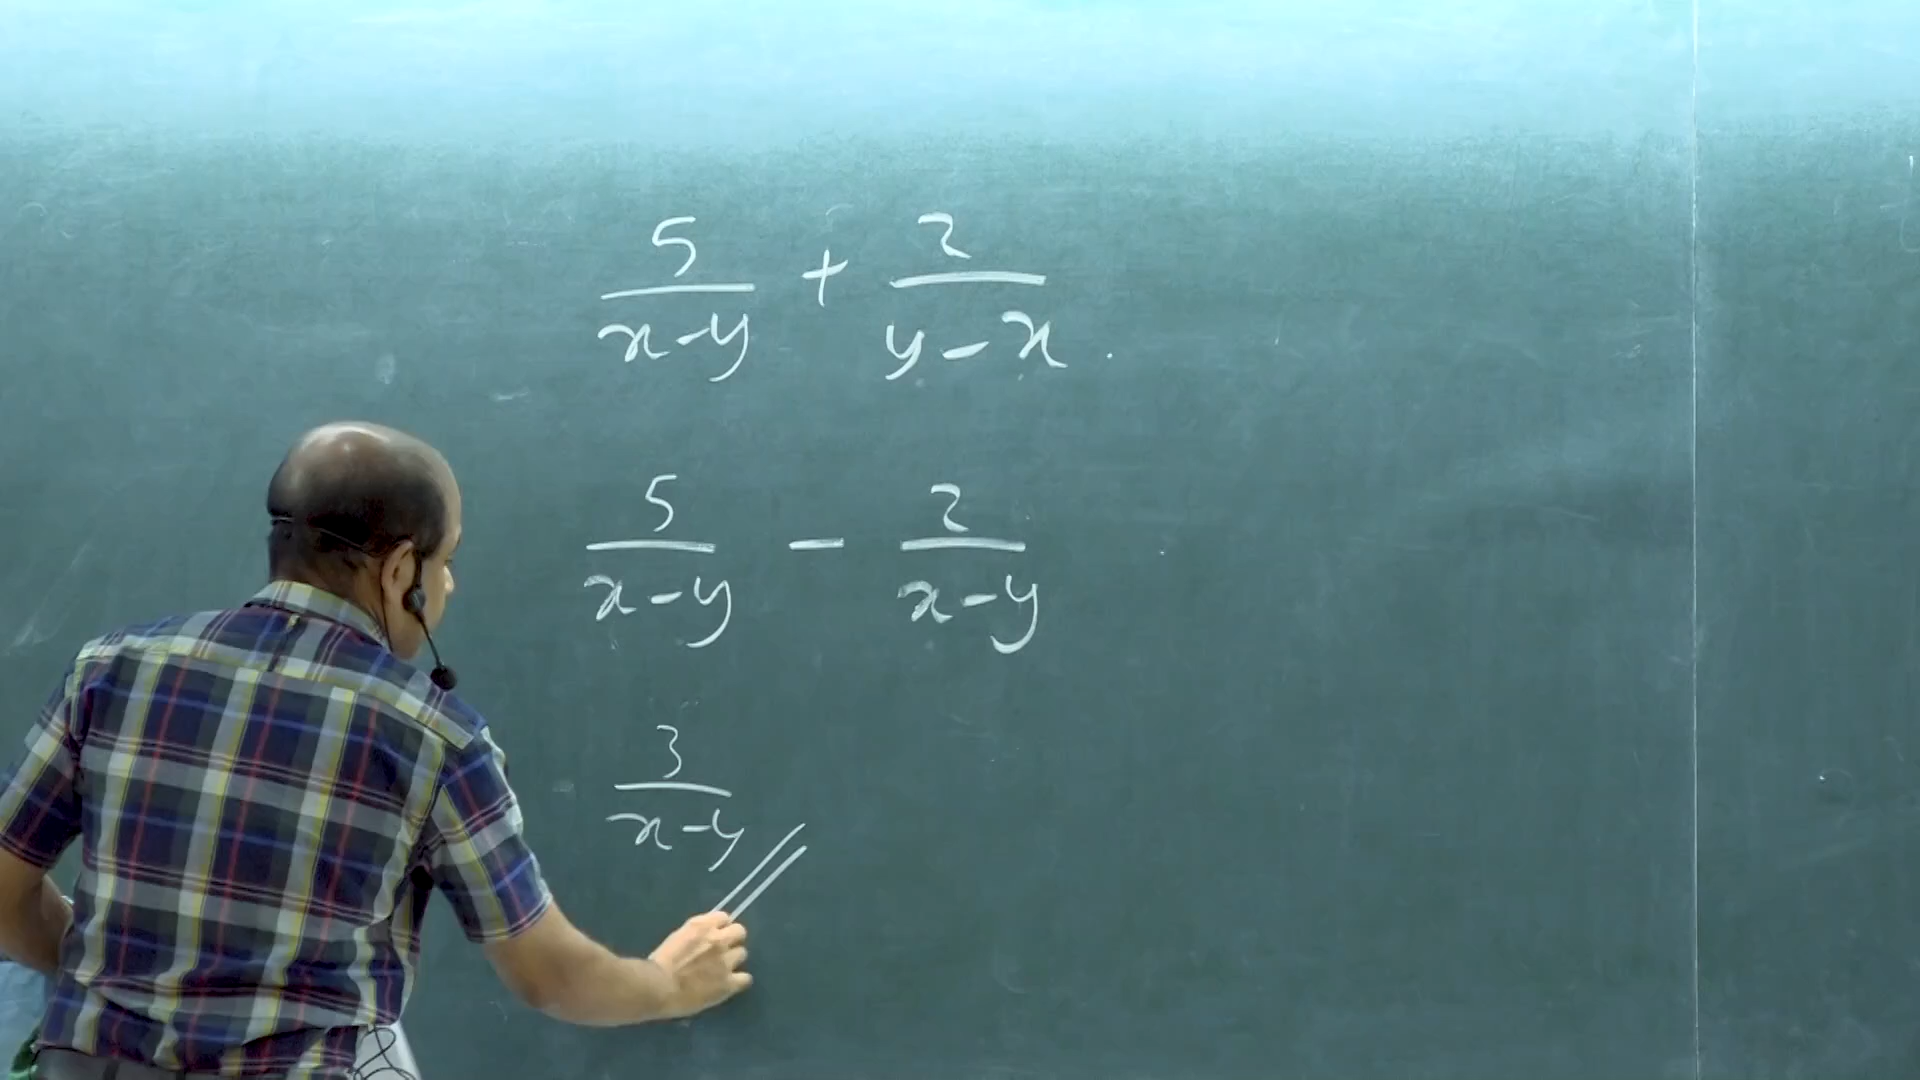 5/(x-y) + 2/(y-x).
5/(x-y) - 2/(x-y)
3/(x-y)